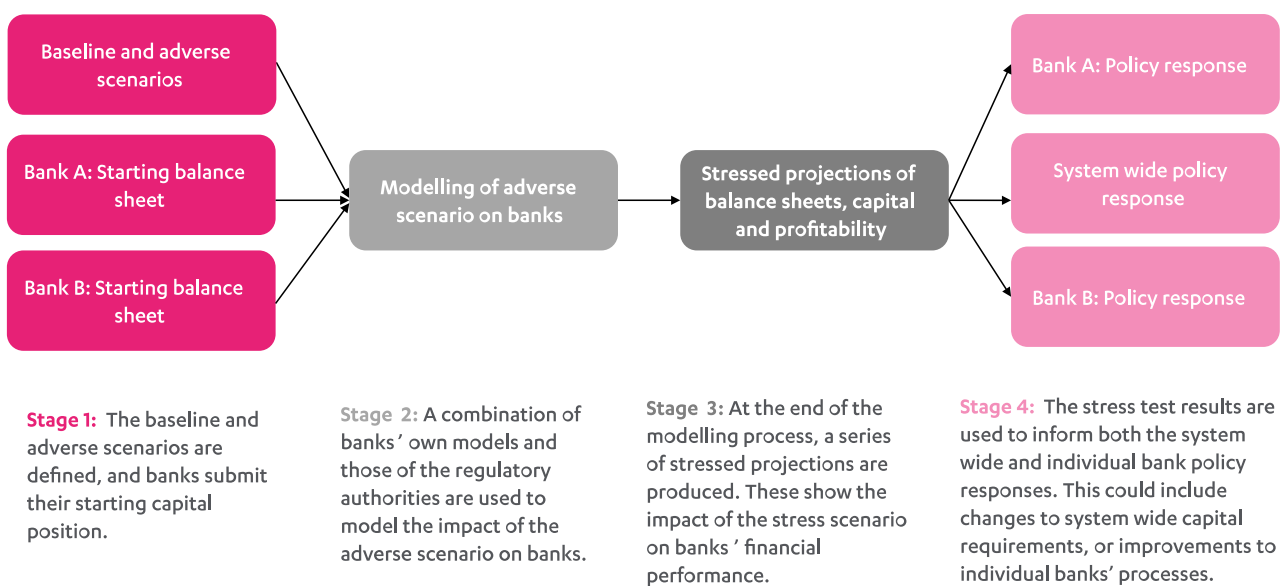 Baseline and adverse
scenarios
Bank A: Starting balance
sheet
Bank B: Starting balance
sheet
Modelling of adverse
scenario on banks
Stressed projections of
balance sheets, capital
and profitability
Bank A: Policy response
System wide policy
response
Bank B: Policy response
Stage 1: The baseline and
adverse scenarios are
defined, and banks submit
their starting capital
position.
Stage 2: A combination of
banks’ own models and
those of the regulatory
authorities are used to
model the impact of the
adverse scenario on banks.
Stage 3: At the end of the
modelling process, a series
of stressed projections are
produced. These show the
impact of the stress scenario
on banks’ financial
performance.
Stage 4: The stress test results are
used to inform both the system
wide and individual bank policy
responses. This could include
changes to system wide capital
requirements, or improvements to
individual banks’ processes.